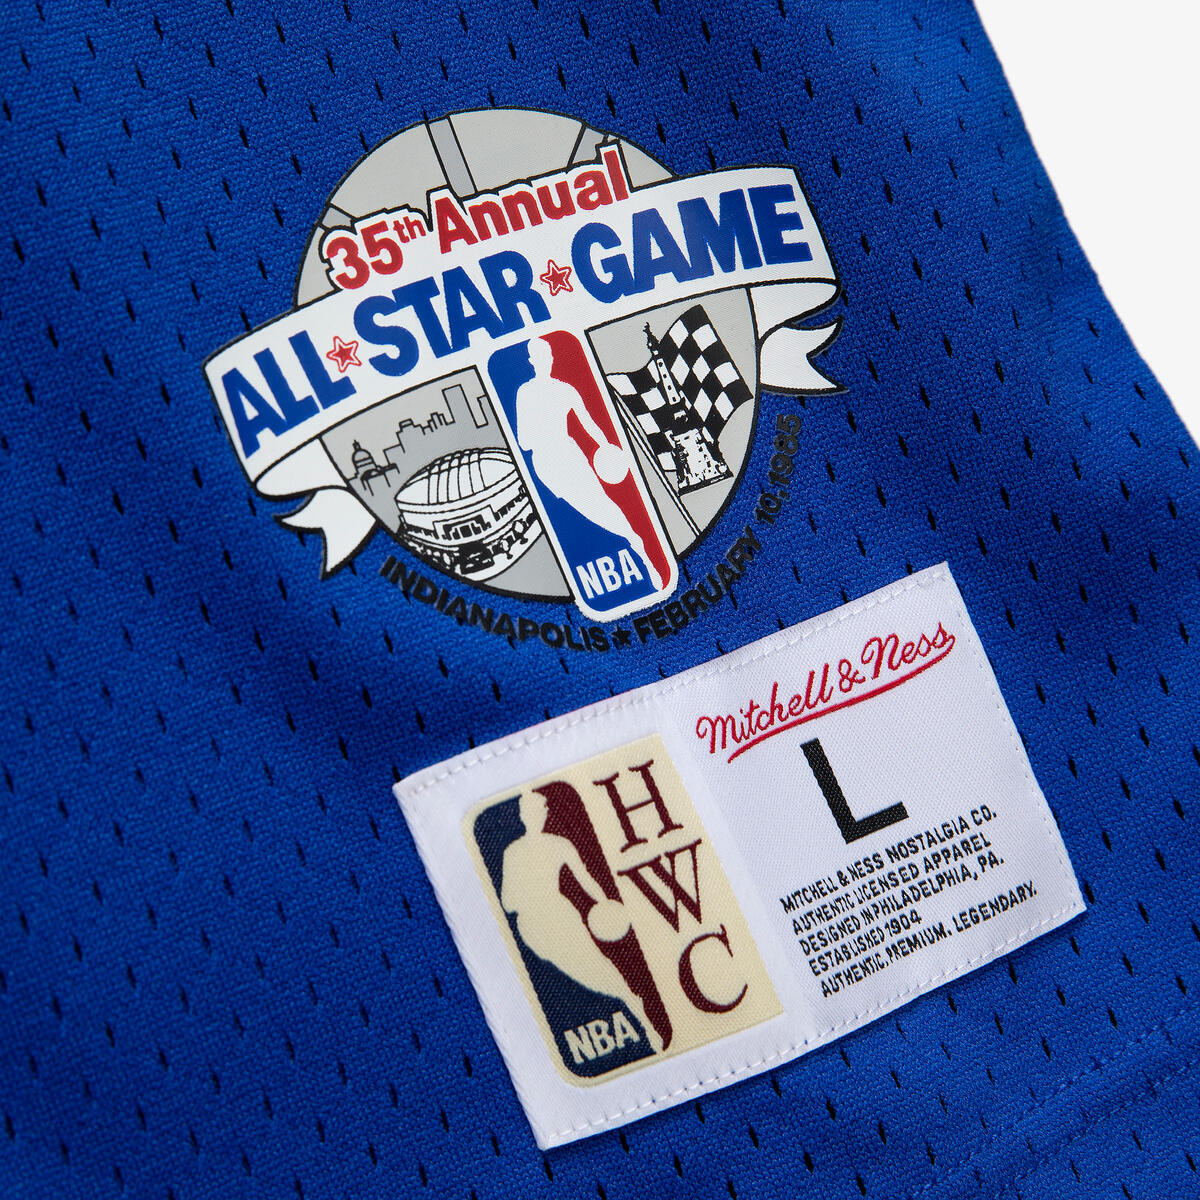 35th Annual
ALL★STAR★GAME
NBA
INDIANAPOLIS ★ FEBRUARY 10, 1985
Mitchell & Ness
L
MITCHELL & NESS NOSTALGIA CO.
AUTHENTIC LICENSED APPAREL
DESIGNED IN PHILADELPHIA, PA.
ESTABLISHED 1904
AUTHENTIC. PREMIUM. LEGENDARY.
H
W
C
NBA